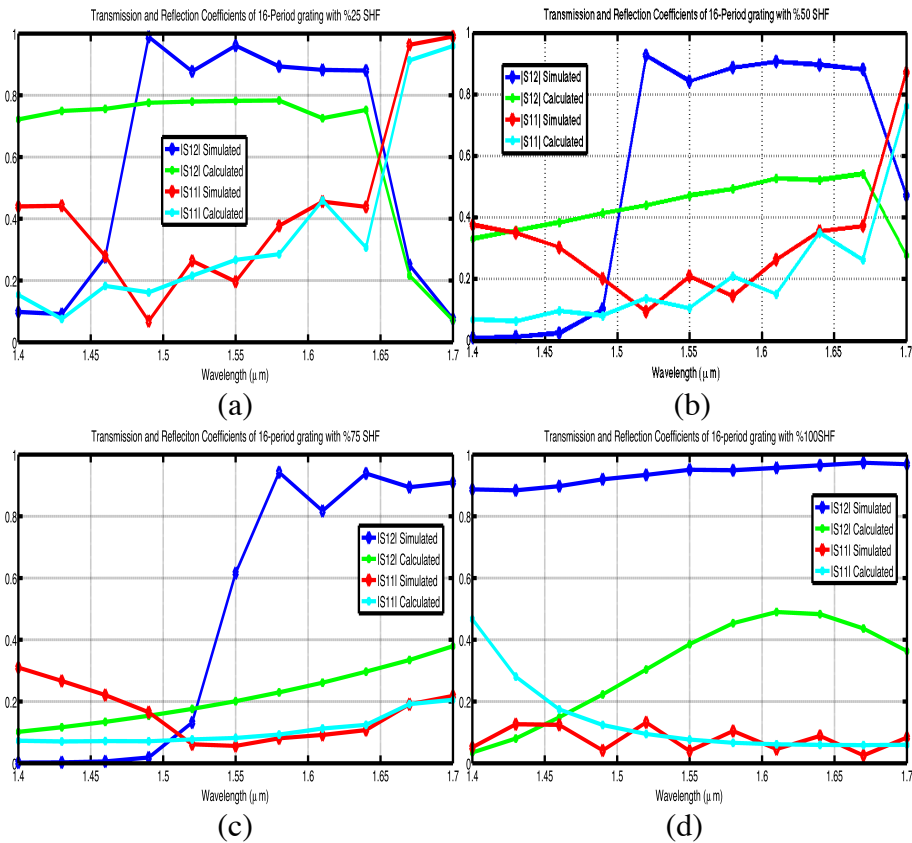 Transmission and Reflection Coefficients of 16-Period grating with %25 SHF
1
0.8
0.6
0.4
0.2
0
|S12| Simulated
|S12| Calculated
|S11| Simulated
|S11| Calculated
1.4 1.45 1.5 1.55 1.6 1.65 1.7
Wavelength (μ m)
(a)
Transmission and Reflection Coefficients of 16-Period grating with %50 SHF
1
0.8
0.6
0.4
0.2
0
|S12| Simulated
|S12| Calculated
|S11| Simulated
|S11| Calculated
1.4 1.45 1.5 1.55 1.6 1.65 1.7
Wavelength (μ m)
(b)
Transmission and Refleciton Coefficients of 16-period grating with %75 SHF
1
0.8
0.6
0.4
0.2
0
|S12| Simulated
|S12| Calculated
|S11| Simulated
|S11| Calculated
1.4 1.45 1.5 1.55 1.6 1.65 1.7
Wavelength (μ m)
(c)
Transmission and Reflection Coefficients of 16-period grating with %100SHF
1
0.8
0.6
0.4
0.2
0
|S12| Simulated
|S12| Calculated
|S11| Simulated
|S11| Calculated
1.4 1.45 1.5 1.55 1.6 1.65 1.7
Wavelength (μ m)
(d)